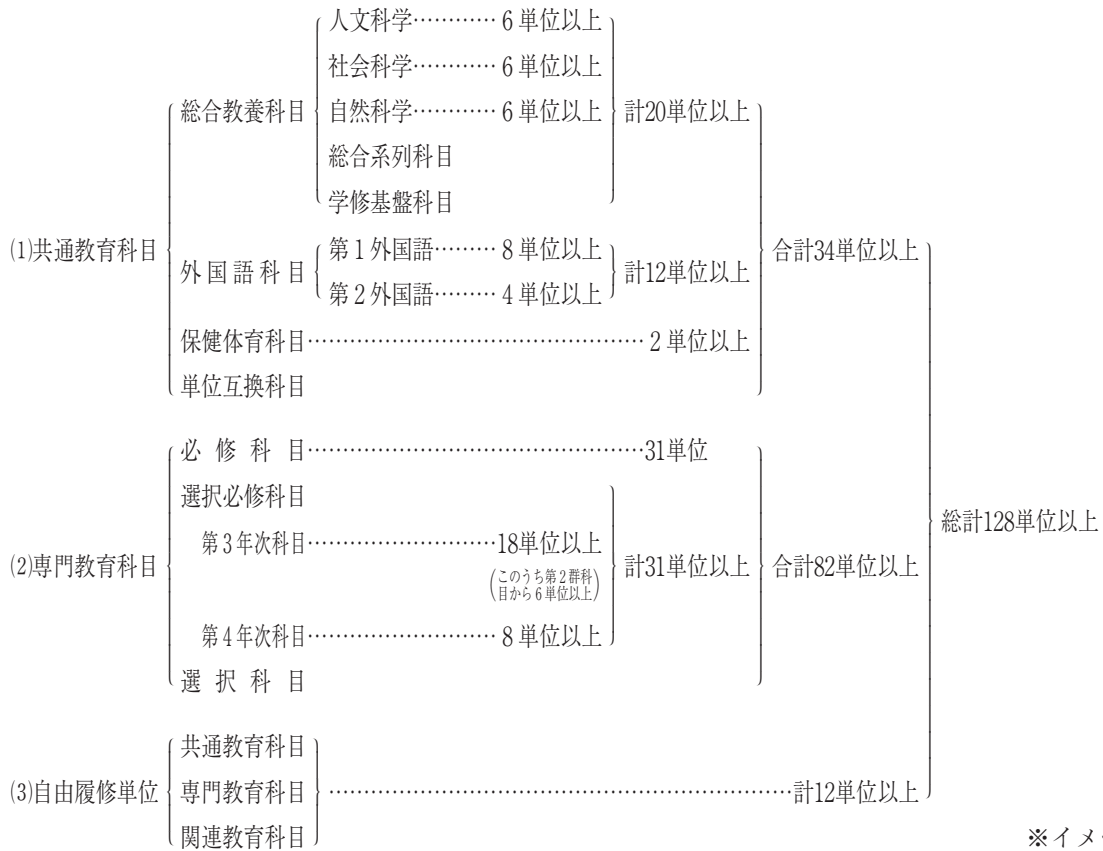 人文科学………… 6単位以上
社会科学………… 6単位以上
総合教養科目 自然科学………… 6単位以上 計20単位以上
総合系列科目
学修基盤科目
(1)共通教育科目 第1外国語……… 8単位以上 合計34単位以上
外国語科目 計12単位以上
第2外国語……… 4単位以上
保健体育科目………………………………………… 2単位以上
単位互換科目
必修科目…………………………………………31単位
選択必修科目
総計128単位以上
第3年次科目………………………18単位以上
(2)専門教育科目 計31単位以上 合計82単位以上
(このうち第2群科
目から6単位以上)
第4年次科目……………………… 8単位以上
選択科目
共通教育科目
(3)自由履修単位 専門教育科目 …………………………………………………………計12単位以上
関連教育科目
※イメ